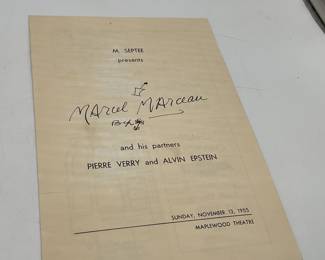 M. SEPTEE
presents
MARCEL MARCEAU
and his partners
PIERRE VERRY and ALVIN EPSTEIN
SUNDAY, NOVEMBER 13, 1955
MAPLEWOOD THEATRE